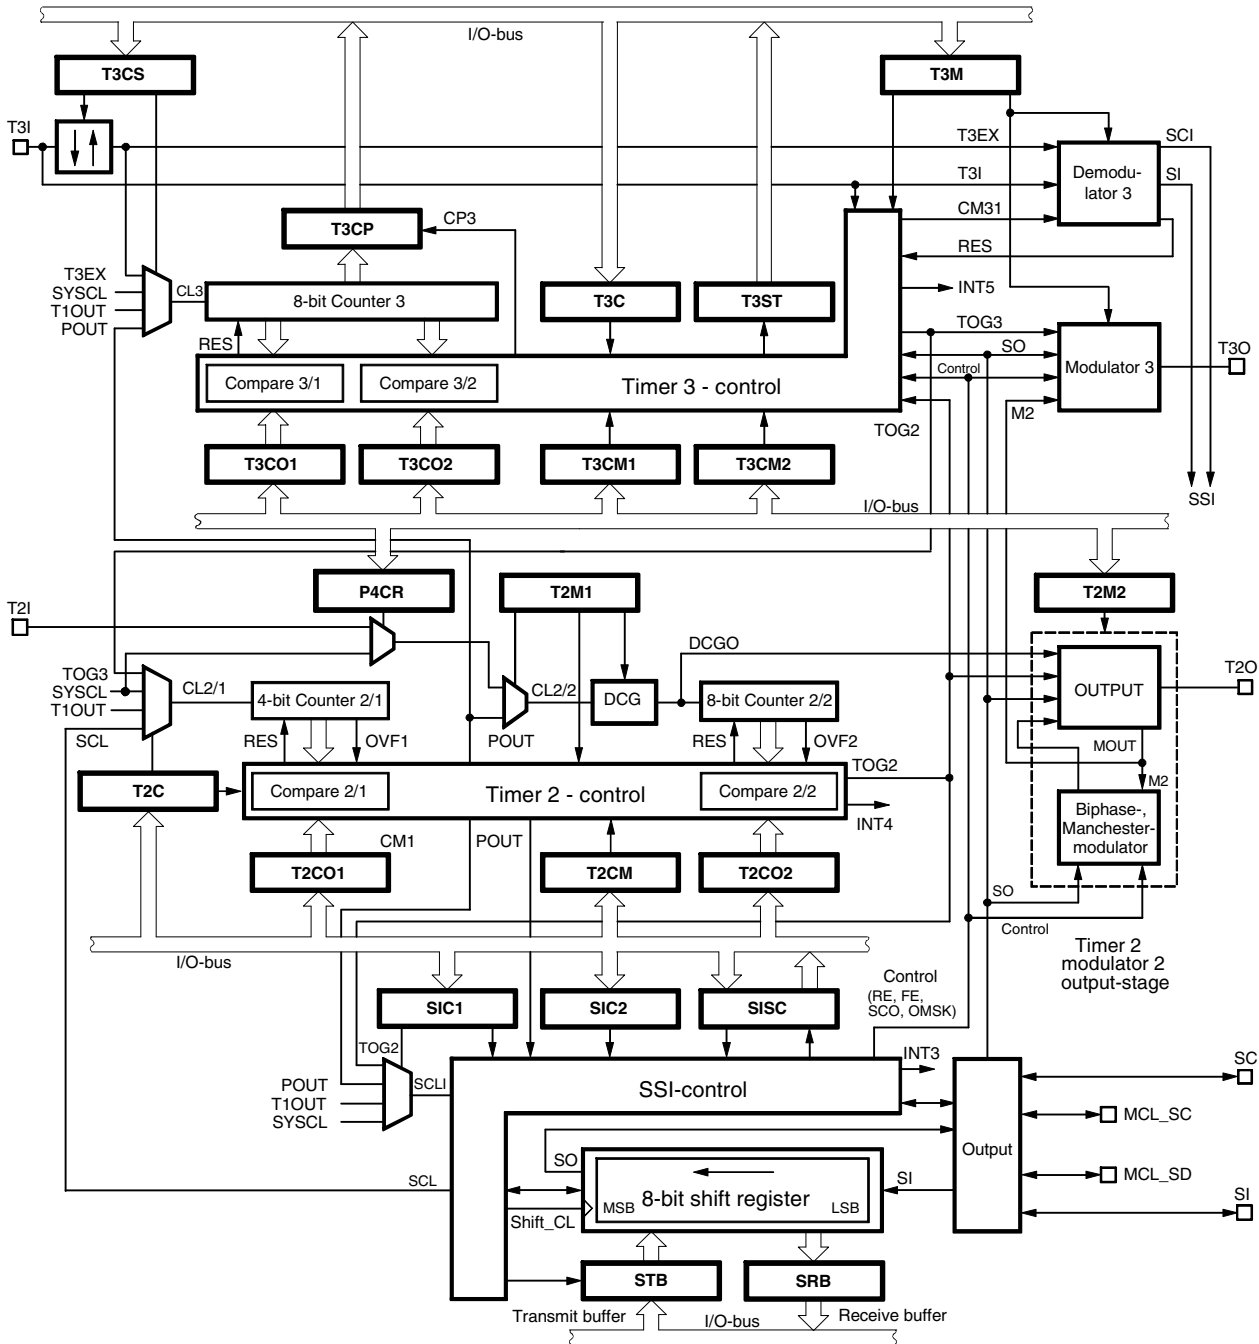 I/O-bus
T3CS
T3M
T3I
T3EX
SCI
T3I
SI
Demodu-
lator 3
T3CP
CP3
CM31
RES
T3EX
SYSCL
T1OUT
POUT
CL3
8-bit Counter 3
T3C
T3ST
INT5
RES
TOG3
SO
Control
Modulator 3
T3O
Compare 3/1
Compare 3/2
Timer 3 - control
M2
TOG2
T3CO1
T3CO2
T3CM1
T3CM2
SSI
I/O-bus
P4CR
T2M1
T2M2
T2I
DCGO
TOG3
SYSCL
T1OUT
SCL
CL2/1
4-bit Counter 2/1
CL2/2
DCG
8-bit Counter 2/2
OUTPUT
T2O
RES
OVF1
POUT
RES
OVF2
MOUT
TOG2
M2
T2C
Compare 2/1
Timer 2 - control
Compare 2/2
INT4
Biphase-,
Manchester-
modulator
CM1
POUT
T2CO1
T2CM
T2CO2
SO
Control
I/O-bus
Timer 2
modulator 2
output-stage
SIC1
SIC2
SISC
Control
(RE, FE,
SCO, OMSK)
TOG2
INT3
POUT
T1OUT
SYSCL
SCLI
SSI-control
SC
MCL_SC
Output
SO
SI
SCL
8-bit shift register
MSB
LSB
MCL_SD
Shift_CL
SI
STB
SRB
Transmit buffer
I/O-bus
Receive buffer